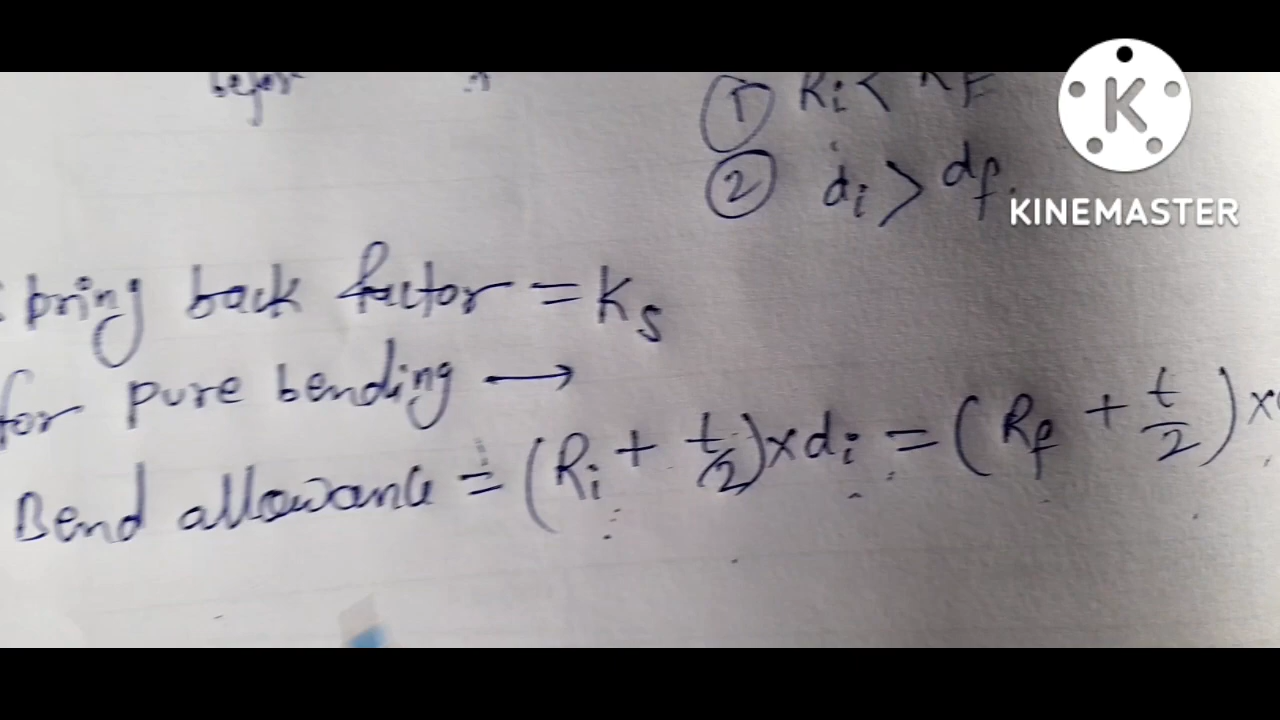 ① Ri <
② di > df.
KINEMASTER
pring back factor = Ks
for pure bending →
Bend allowance = (Ri + t/2) x di = (Rf + t/2) x